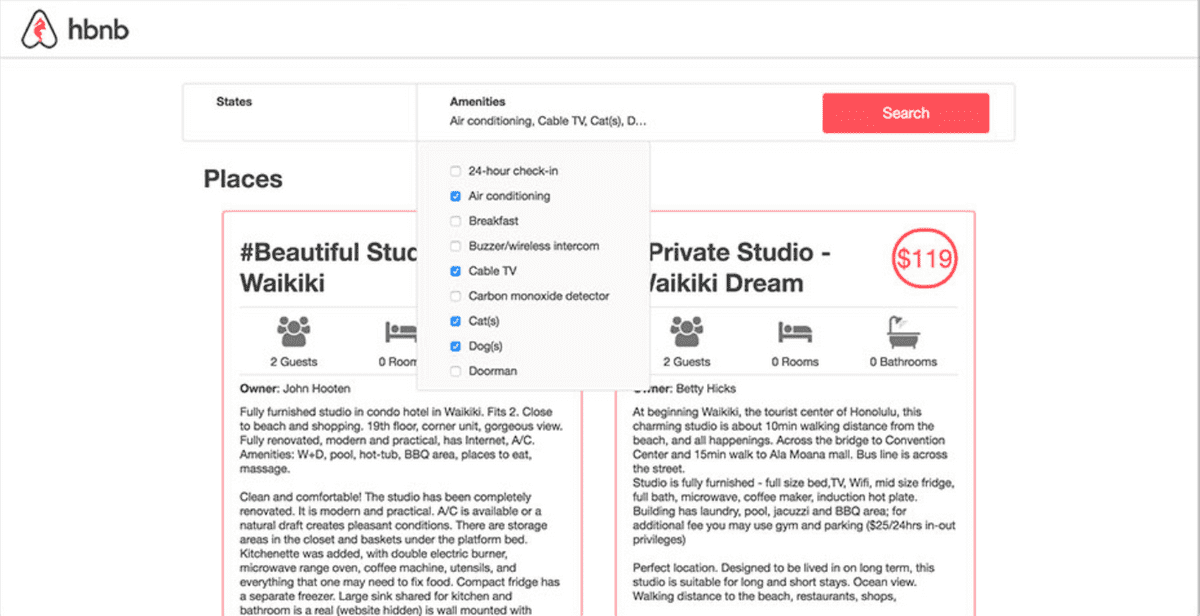 hbnb
States
Amenities
Air conditioning, Cable TV, Cat(s), D...
Search
24-hour check-in
Air conditioning
Breakfast
Buzzer/wireless intercom
Cable TV
Carbon monoxide detector
Cat(s)
Dog(s)
Doorman
Places
#Beautiful
Waikiki
2 Guests
0
Owner: John Hooten
Fully furnished studio in condo hotel in Waikiki. Fits 2. Close
to beach and shopping. 19th floor, corner unit, gorgeous view.
Fully renovated, modern and practical, has Internet, A/C.
Amenities: W+D, pool, hot-tub, BBQ area, places to eat,
massage.
Clean and comfortable! The studio has been completely
renovated. It is modern and practical. A/C is available or a
natural draft creates pleasant conditions. There are storage
areas in the closet and baskets under the platform bed.
Kitchenette was added, with double electric burner,
microwave range oven, coffee machine, utensils, and
everything that one may need to fix food. Compact fridge has
a separate freezer. Large sink shared for kitchen and
bathroom is a real (website hidden) is wall mounted with
Private Studio -
Dream
$119
2 Guests
0 Rooms
0 Bathrooms
Betty Hicks
At beginning Waikiki, the tourist center of Honolulu, this
charming studio is about 10min walking distance from the
beach, and all happenings. Across the bridge to Convention
Center and 15min walk to Ala Moana mall. Bus line is across
the street.
Studio is fully furnished - full size bed,TV, Wifi, mid size fridge,
full bath, microwave, coffee maker, induction hot plate.
Building has laundry, pool, jacuzzi and BBQ area; for
additional fee you may use gym and parking ($25/24hrs in-out
privileges)
Perfect location. Designed to be lived in on long term, this
studio is suitable for long and short stays. Ocean view.
Walking distance to the beach, restaurants, shops,